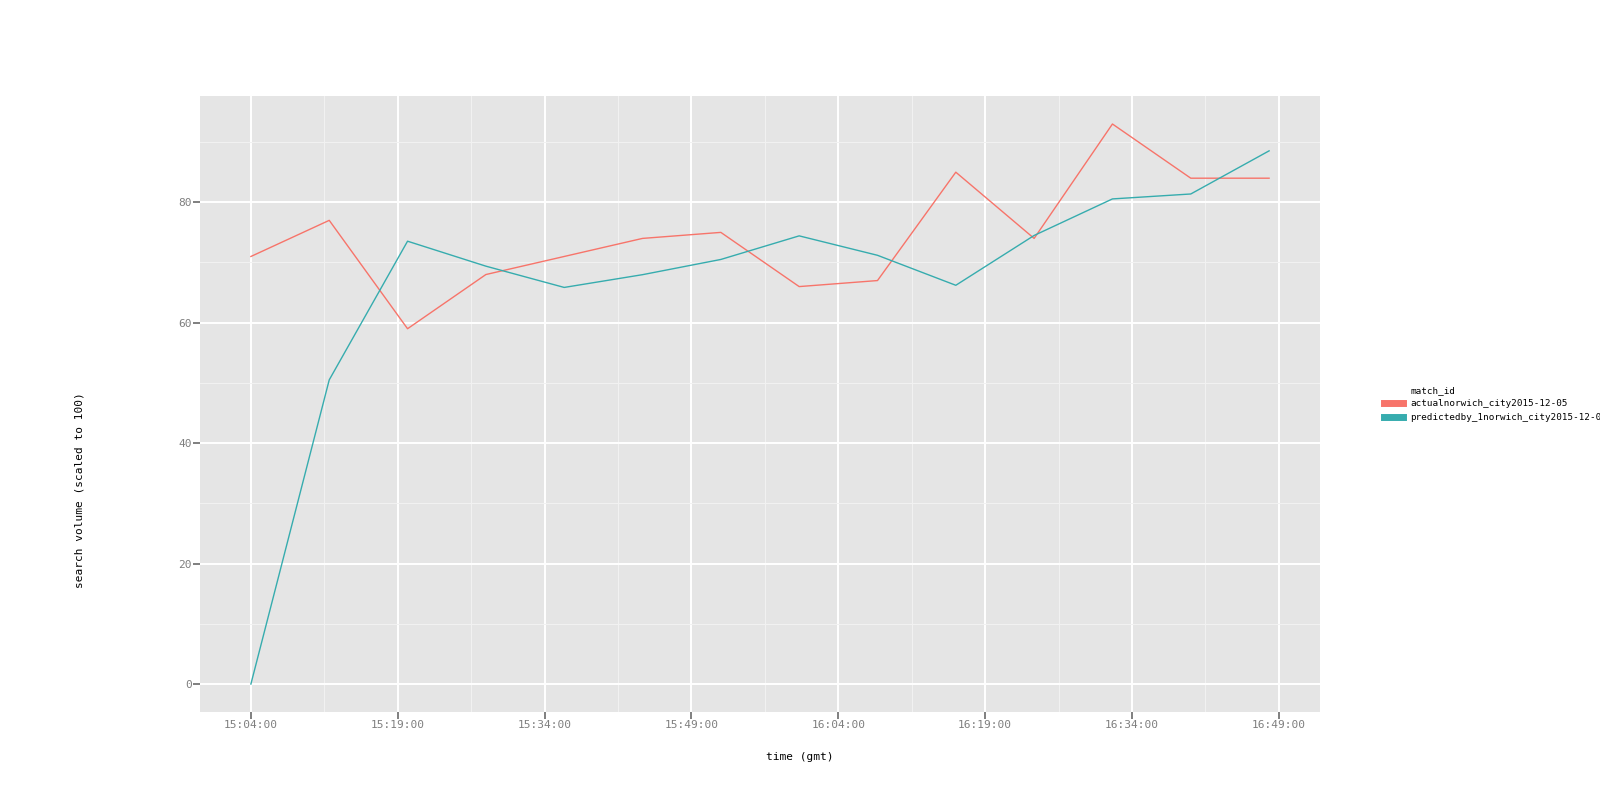 80
60
40
20
0
search volume (scaled to 100)
15:04:00 15:19:00 15:34:00 15:49:00 16:04:00 16:19:00 16:34:00 16:49:00
time (gmt)
match_id
actualnorwich_city2015-12-05
predictedby_1norwich_city2015-12-0